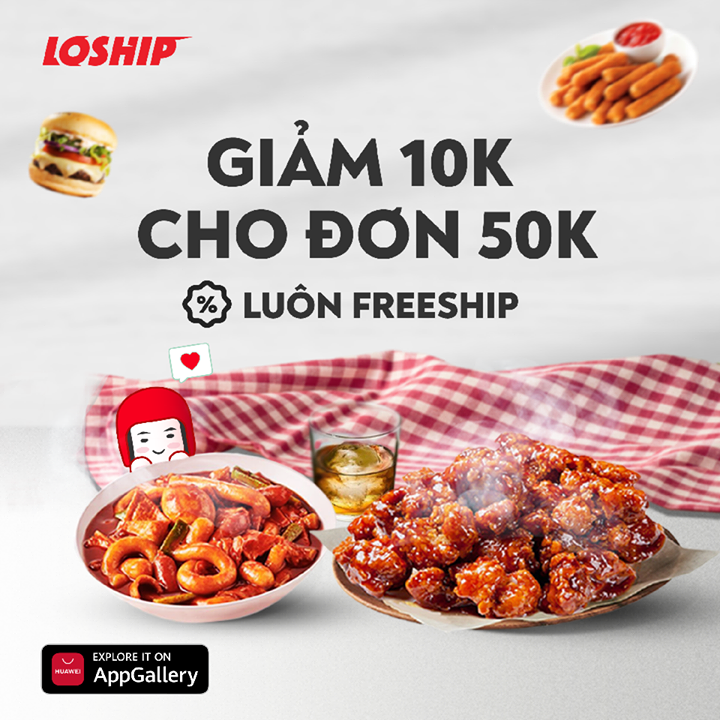 LOSHIP
GIẢM 10K
CHO ĐƠN 50K
% LUÔN FREESHIP
HUAWEI
EXPLORE IT ON
AppGallery